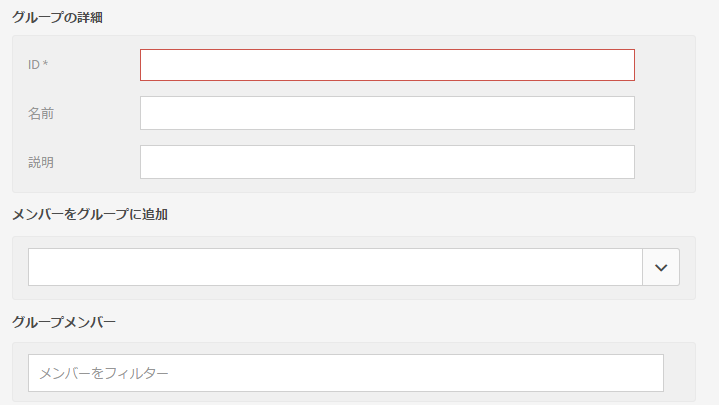 グループの詳細
ID *
名前
説明
メンバーをグループに追加
グループメンバー
メンバーをフィルター